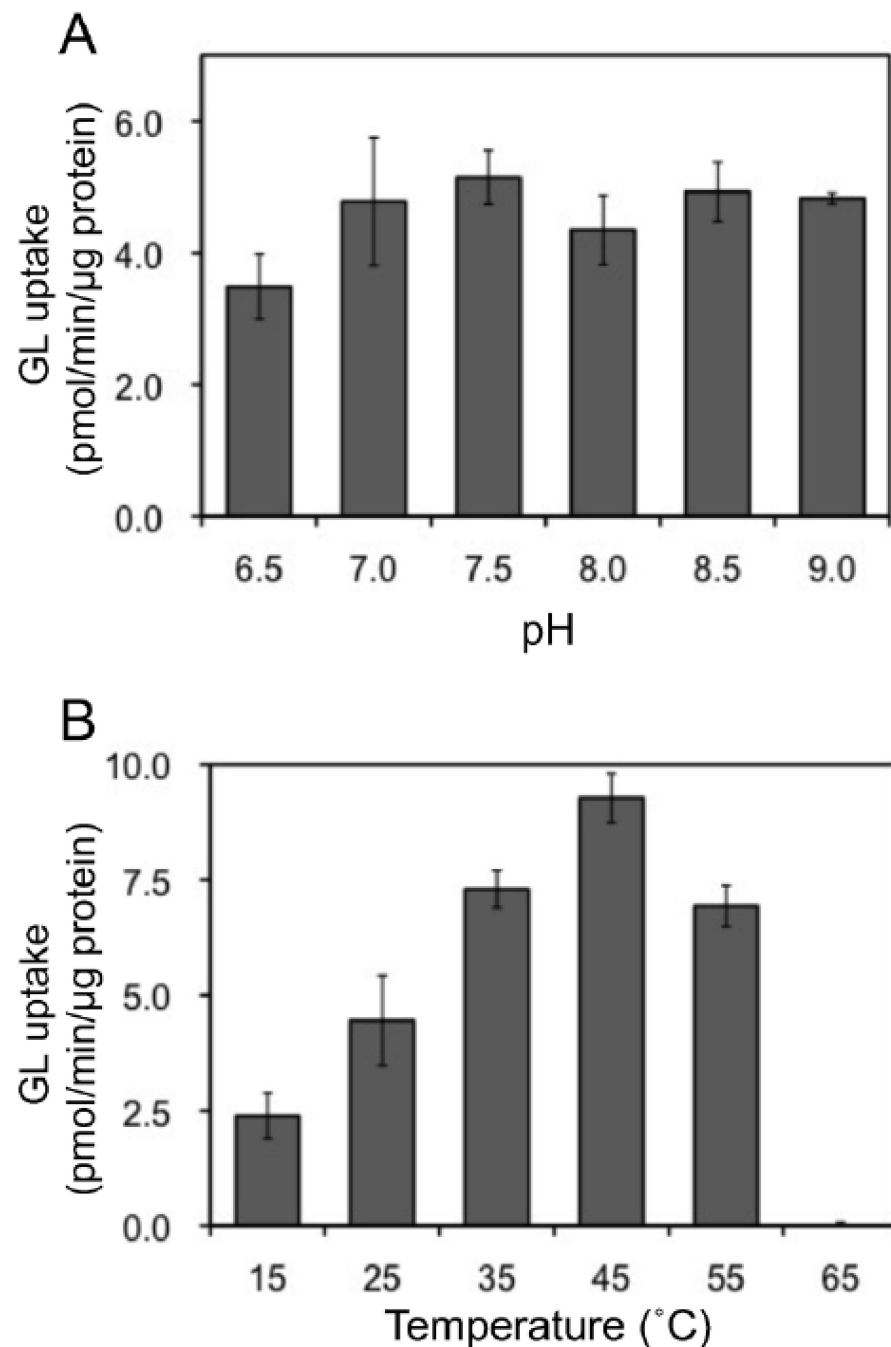 A
GL uptake
(pmol/min/µg protein)
6.0
4.0
2.0
0.0
6.5 7.0 7.5 8.0 8.5 9.0
pH
B
GL uptake
(pmol/min/µg protein)
10.0
7.5
5.0
2.5
0.0
15 25 35 45 55 65
Temperature (˚C)